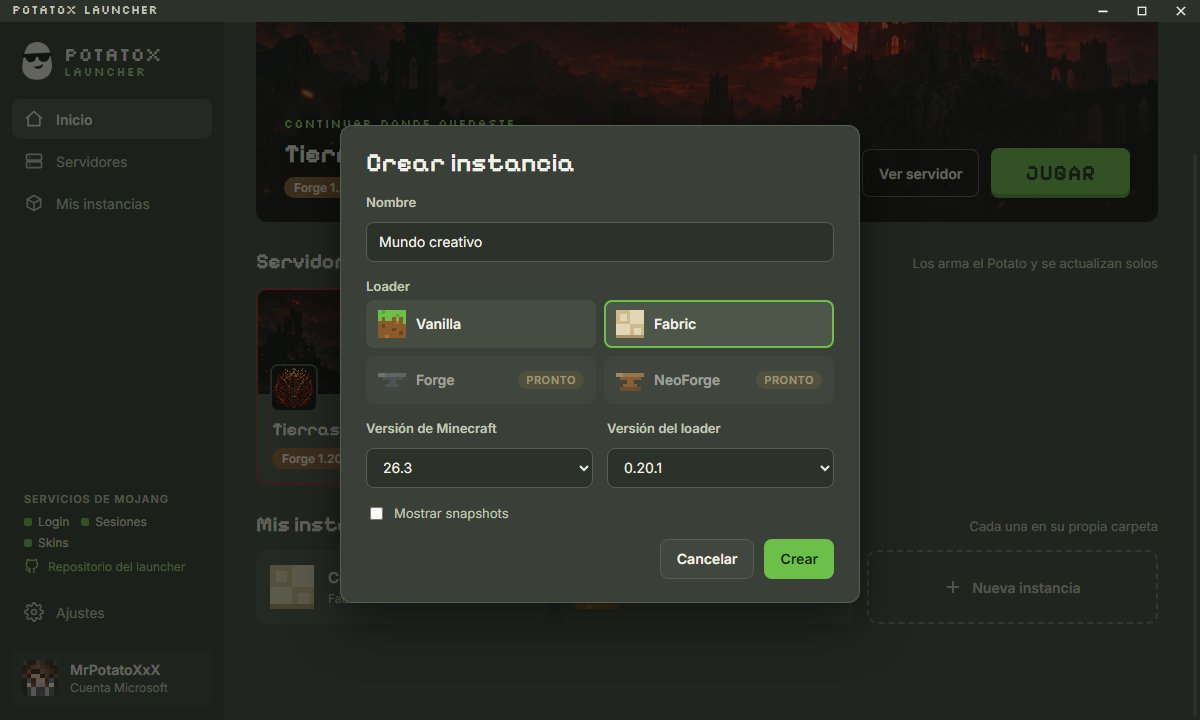 POTATOX LAUNCHER
POTATOX
LAUNCHER
Inicio
Servidores
Mis instancias
SERVICIOS DE MOJANG
Login
Sesiones
Skins
Repositorio del launcher
Ajustes
MrPotatoXxX
Cuenta Microsoft
CONTINUAR DONDE QUEDASTE
Forge 1.
Ver servidor
JUGAR
Los arma el Potato y se actualizan solos
Tierras
Forge 1.20
Cada una en su propia carpeta
Nueva instancia
Crear instancia
Nombre
Mundo creativo
Loader
Vanilla
Fabric
Forge
PRONTO
NeoForge
PRONTO
Versión de Minecraft
Versión del loader
26.3
0.20.1
Mostrar snapshots
Cancelar
Crear